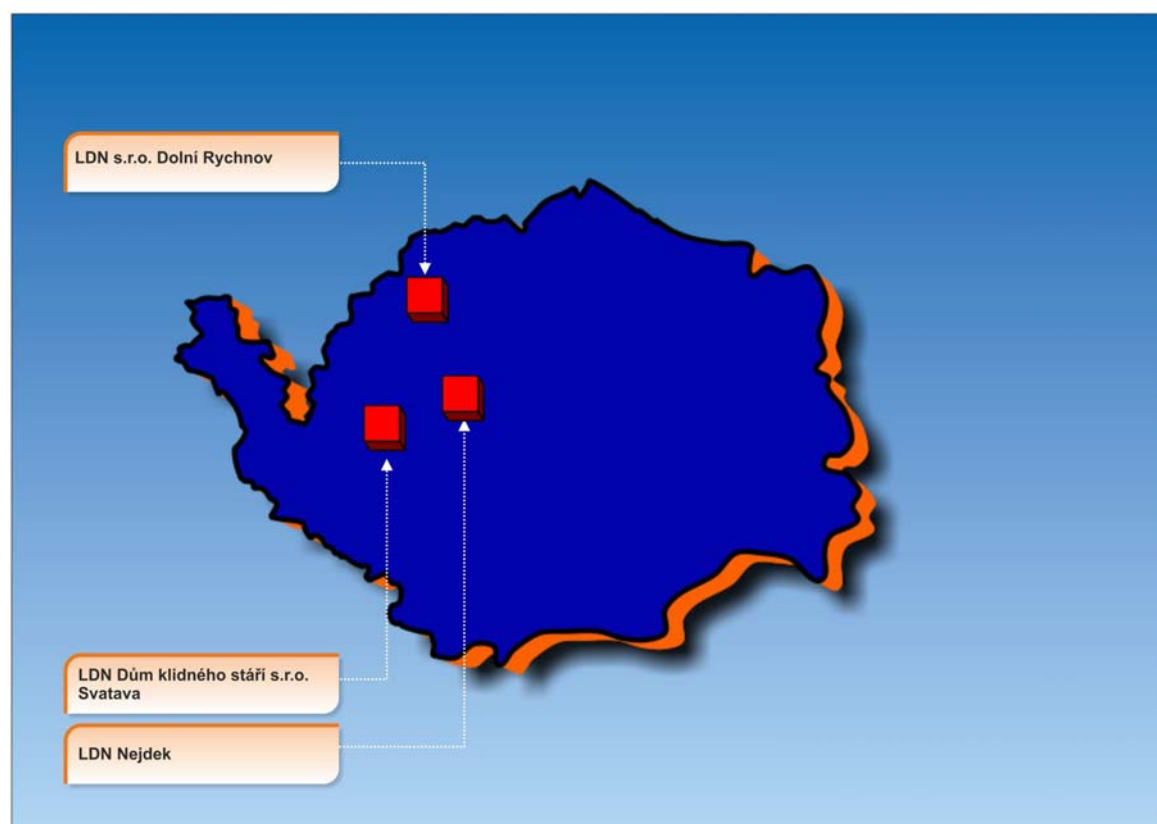 LDN s.r.o. Dolní Rychnov
LDN Dům klidného stáří s.r.o.
Svatava
LDN Nejdek